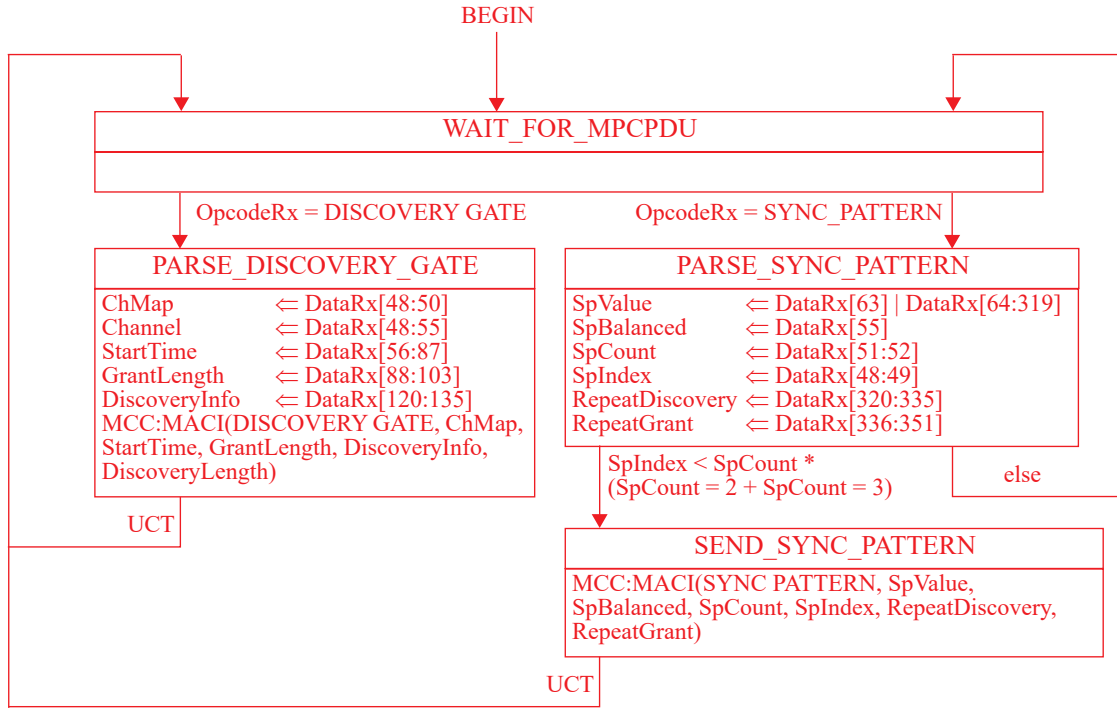 BEGIN
WAIT_FOR_MPCPDU
OpcodeRx = DISCOVERY GATE
OpcodeRx = SYNC_PATTERN
PARSE_DISCOVERY_GATE
ChMap ⇐ DataRx[48:50]
Channel ⇐ DataRx[48:55]
StartTime ⇐ DataRx[56:87]
GrantLength ⇐ DataRx[88:103]
DiscoveryInfo ⇐ DataRx[120:135]
MCC:MACI(DISCOVERY GATE, ChMap,
StartTime, GrantLength, DiscoveryInfo,
DiscoveryLength)
UCT
PARSE_SYNC_PATTERN
SpValue ⇐ DataRx[63] | DataRx[64:319]
SpBalanced ⇐ DataRx[55]
SpCount ⇐ DataRx[51:52]
SpIndex ⇐ DataRx[48:49]
RepeatDiscovery ⇐ DataRx[320:335]
RepeatGrant ⇐ DataRx[336:351]
SpIndex < SpCount *
(SpCount = 2 + SpCount = 3)
else
SEND_SYNC_PATTERN
MCC:MACI(SYNC PATTERN, SpValue,
SpBalanced, SpCount, SpIndex, RepeatDiscovery,
RepeatGrant)
UCT